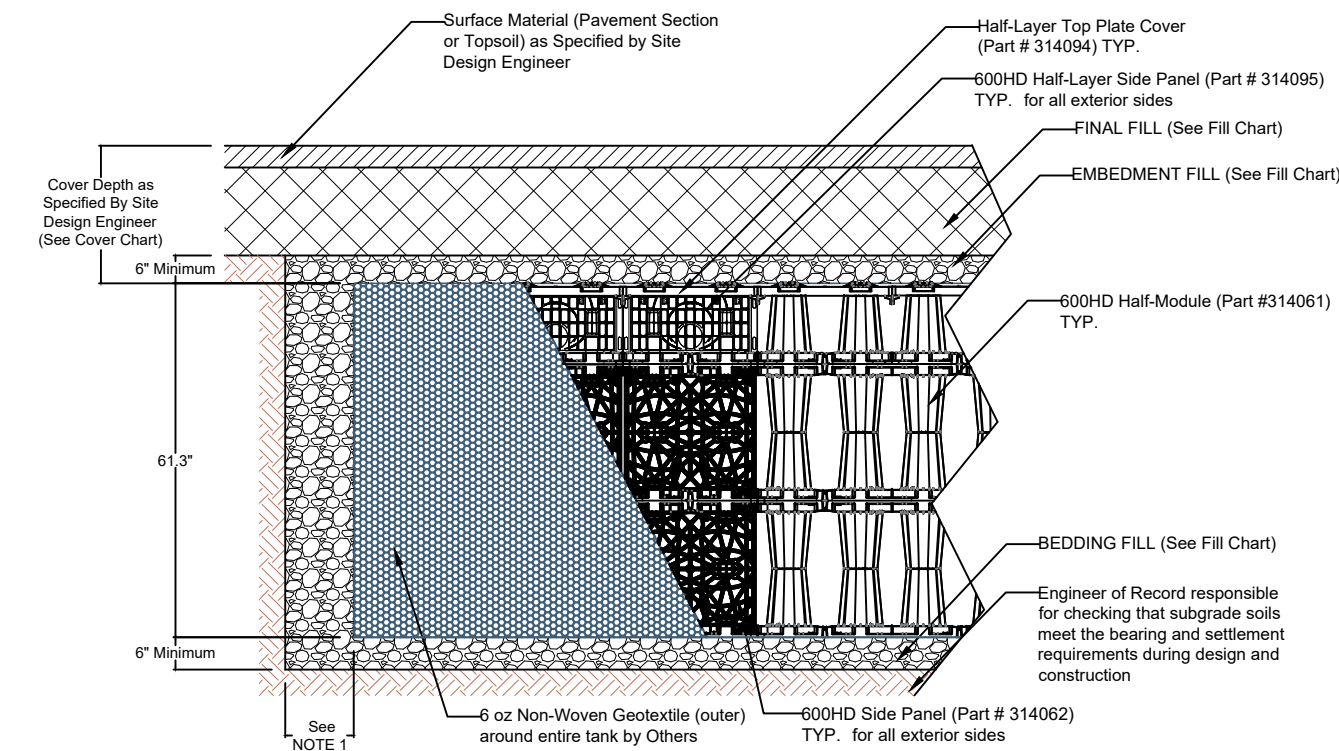 Surface Material (Pavement Section
or Topsoil) as Specified by Site
Design Engineer
Half-Layer Top Plate Cover
(Part # 314094) TYP.
600HD Half-Layer Side Panel (Part # 314095)
TYP. for all exterior sides
FINAL FILL (See Fill Chart)
EMBEDMENT FILL (See Fill Chart)
Cover Depth as
Specified By Site
Design Engineer
(See Cover Chart)
6" Minimum
600HD Half-Module (Part #314061)
TYP.
61.3"
BEDDING FILL (See Fill Chart)
Engineer of Record responsible
for checking that subgrade soils
meet the bearing and settlement
requirements during design and
construction
6" Minimum
See
NOTE 1
6 oz Non-Woven Geotextile (outer)
around entire tank by Others
600HD Side Panel (Part # 314062)
TYP. for all exterior sides